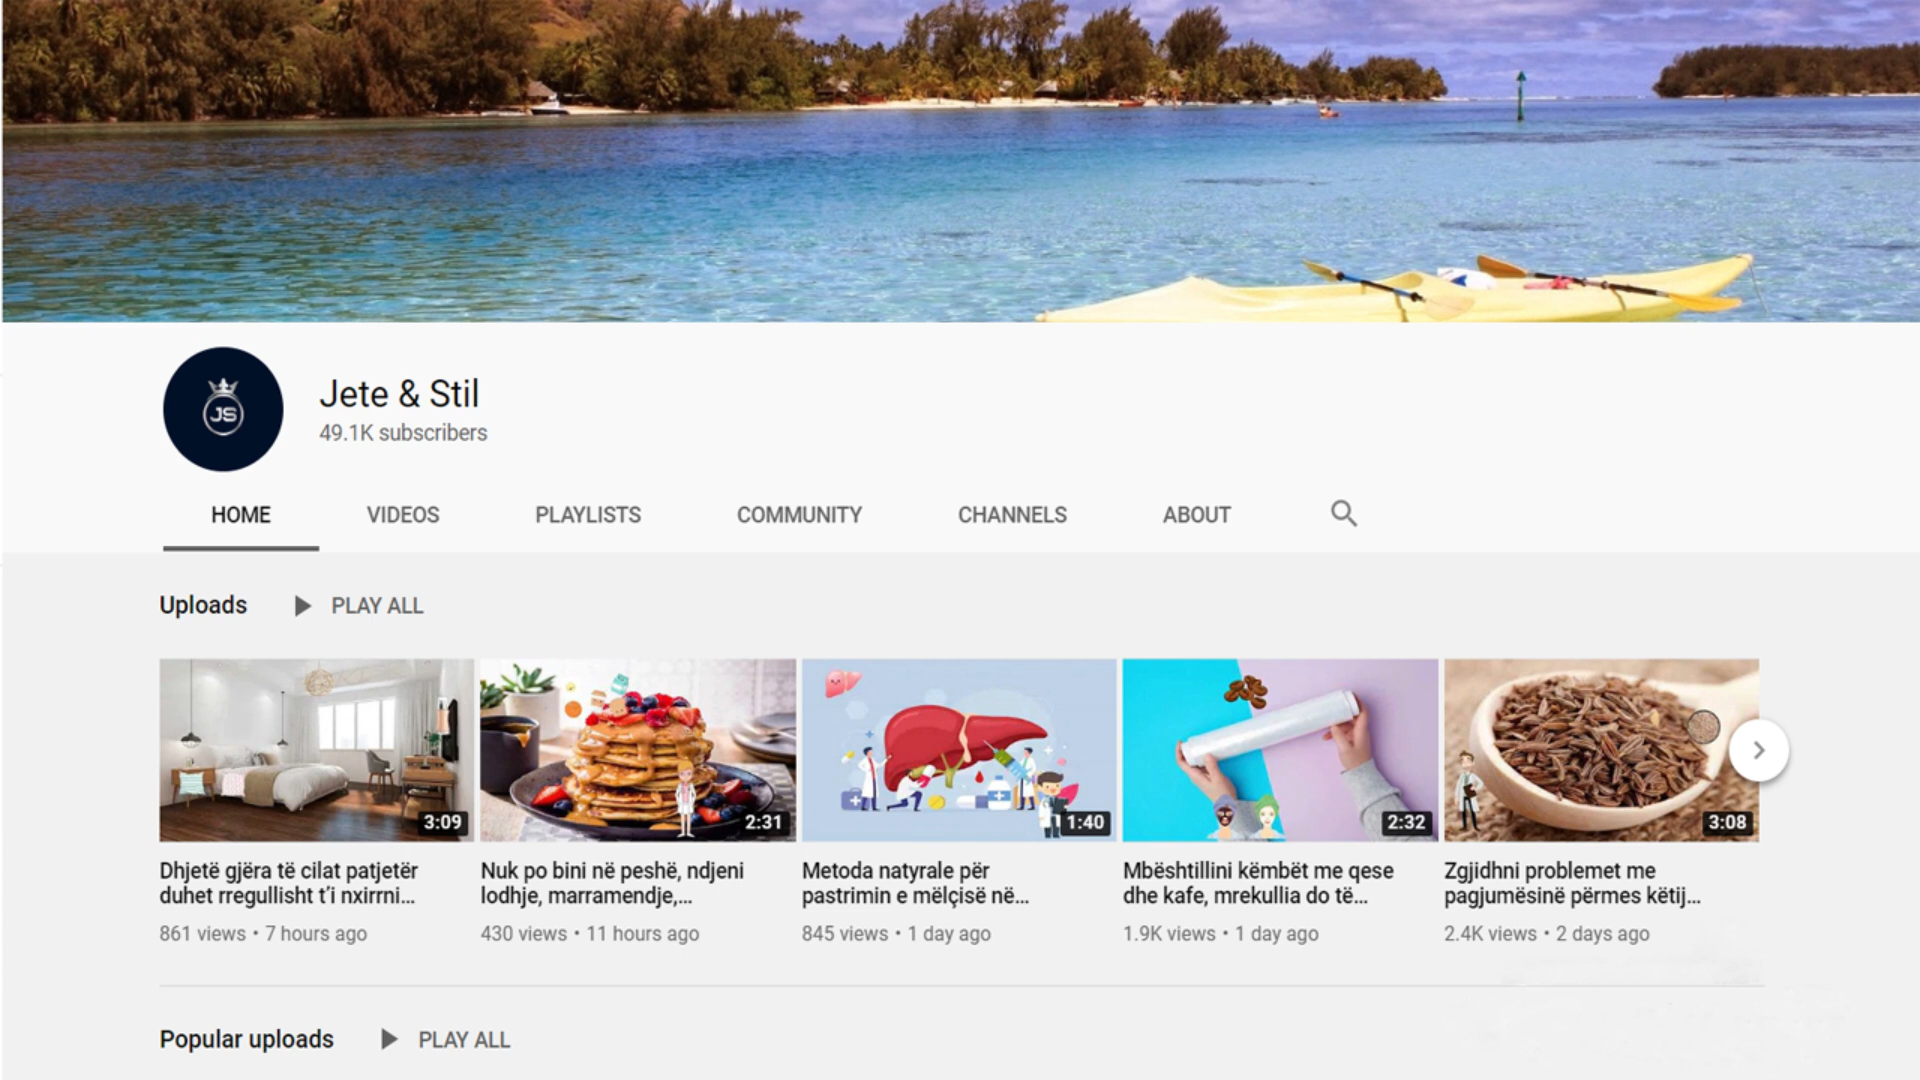 JS
Jete & Stil
49.1K subscribers
HOME VIDEOS PLAYLISTS COMMUNITY CHANNELS ABOUT
Uploads PLAY ALL
3:09 2:31 1:40 2:32 3:08
Dhjetë gjëra të cilat patjetër
duhet rregullisht t’i nxirrni...
861 views • 7 hours ago
Nuk po bini në peshë, ndjeni
lodhje, marramendje,...
430 views • 11 hours ago
Metoda natyrale për
pastrimin e mëlçisë në...
845 views • 1 day ago
Mbështillini këmbët me qese
dhe kafe, mrekullia do të...
1.9K views • 1 day ago
Zgjidhni problemet me
pagjumësinë përmes këtij...
2.4K views • 2 days ago
Popular uploads PLAY ALL